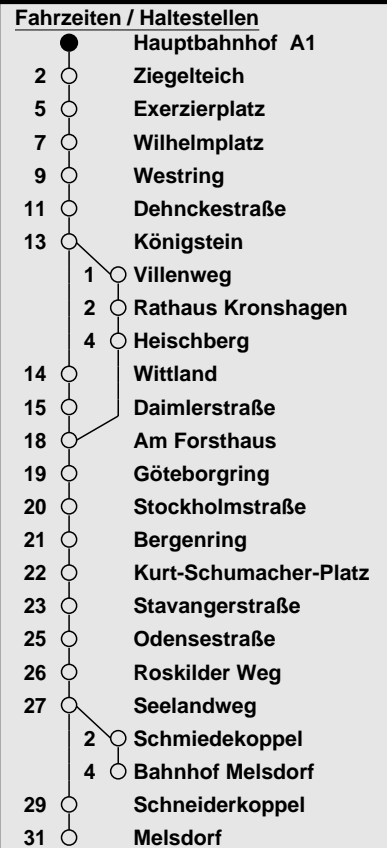 Fahrzeiten / Haltestellen
Hauptbahnhof A1
2 Ziegelteich
5 Exerzierplatz
7 Wilhelmplatz
9 Westring
11 Dehnckestraße
13 Königstein
1 Villenweg
2 Rathaus Kronshagen
4 Heischberg
14 Wittland
15 Daimlerstraße
18 Am Forsthaus
19 Göteborgring
20 Stockholmstraße
21 Bergenring
22 Kurt-Schumacher-Platz
23 Stavangerstraße
25 Odensestraße
26 Roskilder Weg
27 Seelandweg
2 Schmiedekoppel
4 Bahnhof Melsdorf
29 Schneiderkoppel
31 Melsdorf